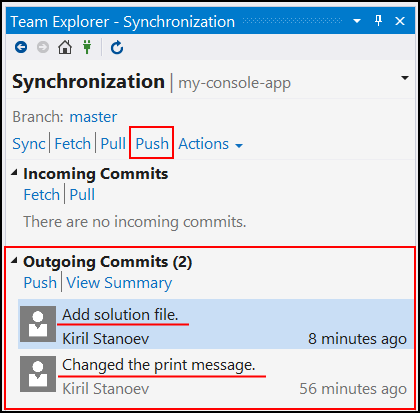 Team Explorer - Synchronization
Synchronization | my-console-app
Branch: master
Sync | Fetch | Pull | Push | Actions
Incoming Commits
Fetch | Pull
There are no incoming commits.
Outgoing Commits (2)
Push | View Summary
Add solution file.
Kiril Stanoev 8 minutes ago
Changed the print message.
Kiril Stanoev 56 minutes ago